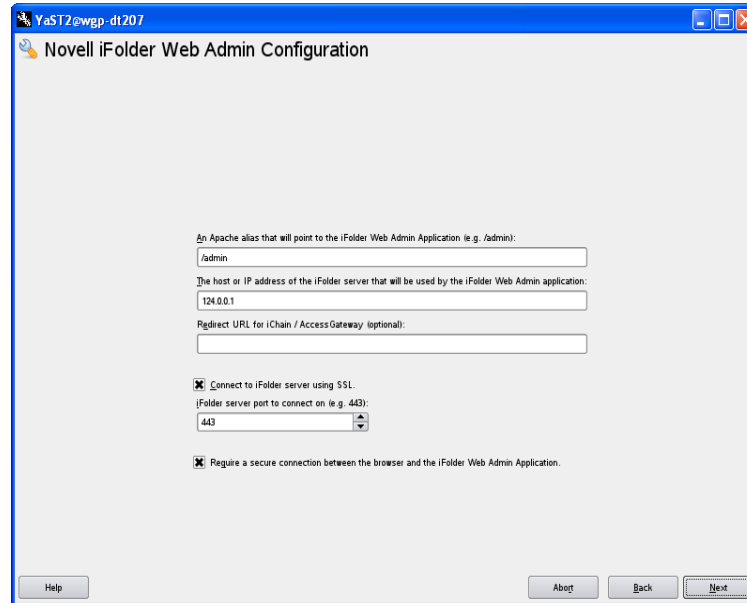 YaST2@wgp-dt207
Novell iFolder Web Admin Configuration
An Apache alias that will point to the iFolder Web Admin Application (e.g. /admin):
/admin
The host or IP address of the iFolder server that will be used by the iFolder Web Admin application:
124.0.0.1
Redirect URL for iChain / AccessGateway (optional):
Connect to iFolder server using SSL.
iFolder server port to connect on (e.g. 443):
443
Require a secure connection between the browser and the iFolder Web Admin Application.
Help
Abort
Back
Next